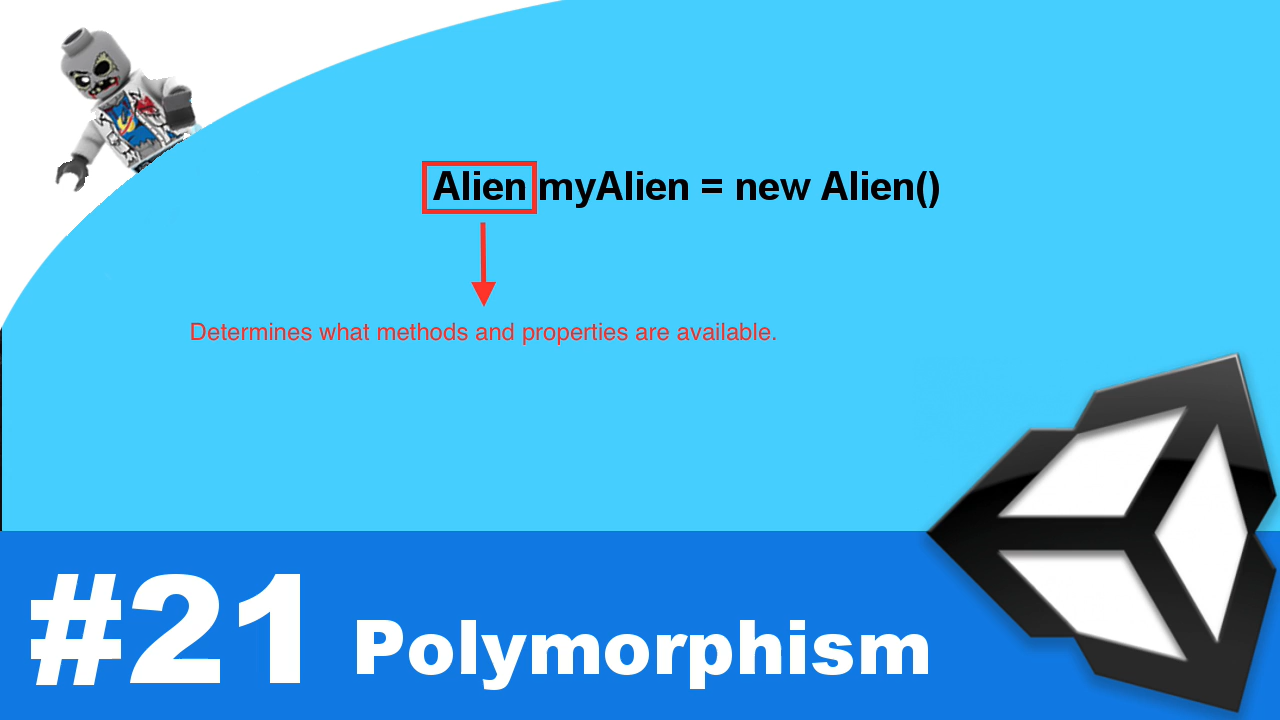 Alien myAlien = new Alien()
Determines what methods and properties are available.
#21 Polymorphism